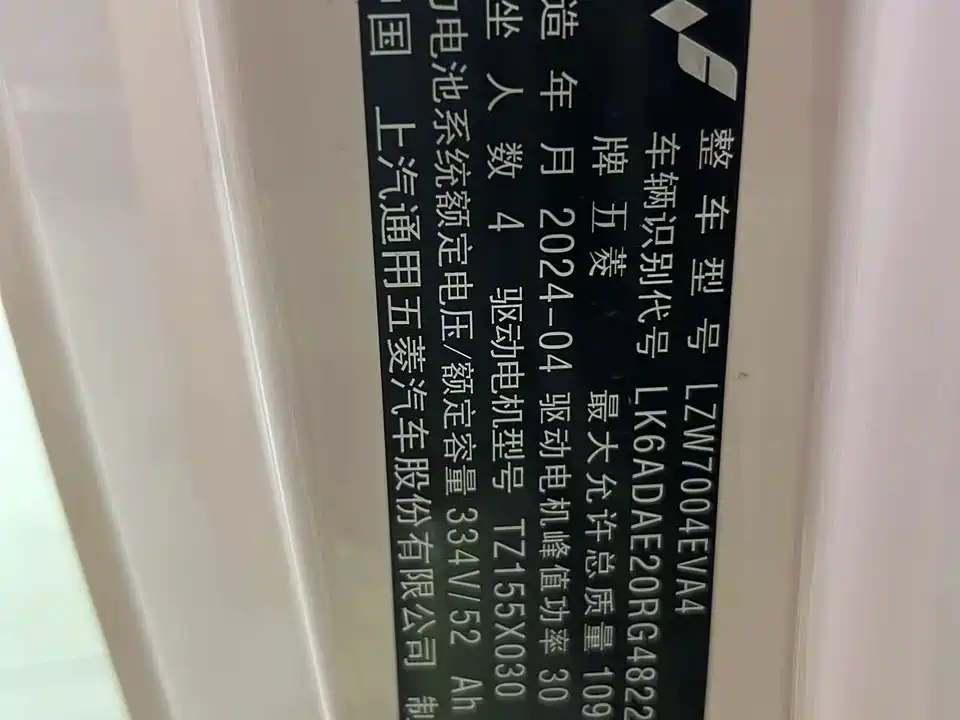 整车型号 LZW7004EVA4
车辆识别代号 LK6ADAE20RG4822
牌 五菱 最大允许总质量 109
造年月 2024-04 驱动电机峰值功率 30
坐人数 4 驱动电机型号 TZ155X030
力电池系统额定电压/额定容量 334V/52 Ah
中国 上汽通用五菱汽车股份有限公司 制